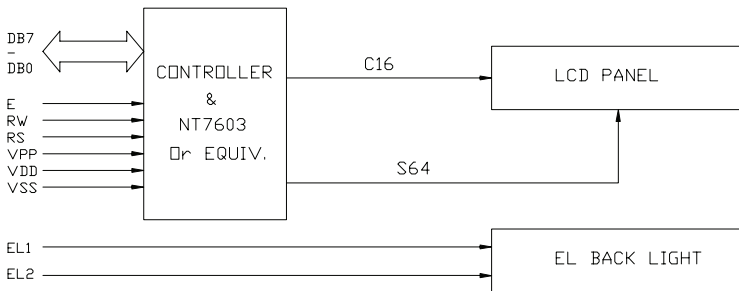 DB7
-
DB0
E
RW
RS
VPP
VDD
VSS
CONTROLLER
&
NT7603
Or EQUIV.
C16
S64
LCD PANEL
EL1
EL2
EL BACK LIGHT